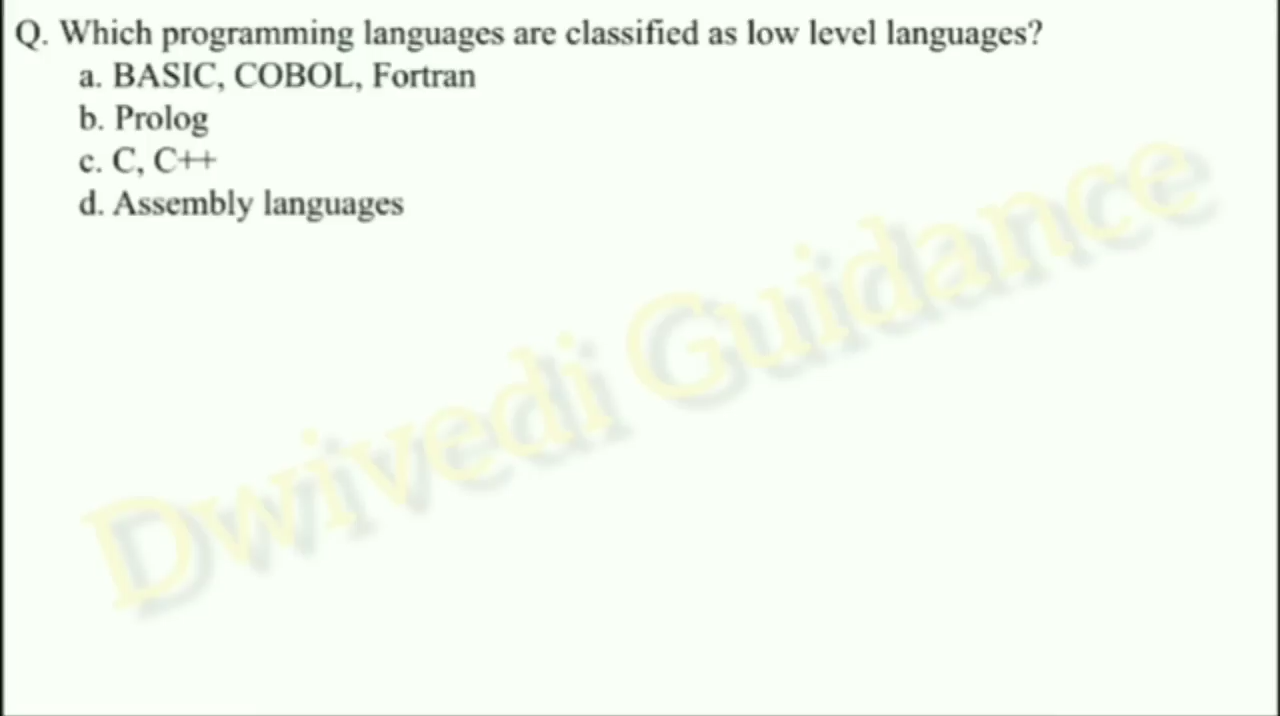 Q. Which programming languages are classified as low level languages?
a. BASIC, COBOL, Fortran
b. Prolog
c. C, C++
d. Assembly languages
Dwivedi Guidance